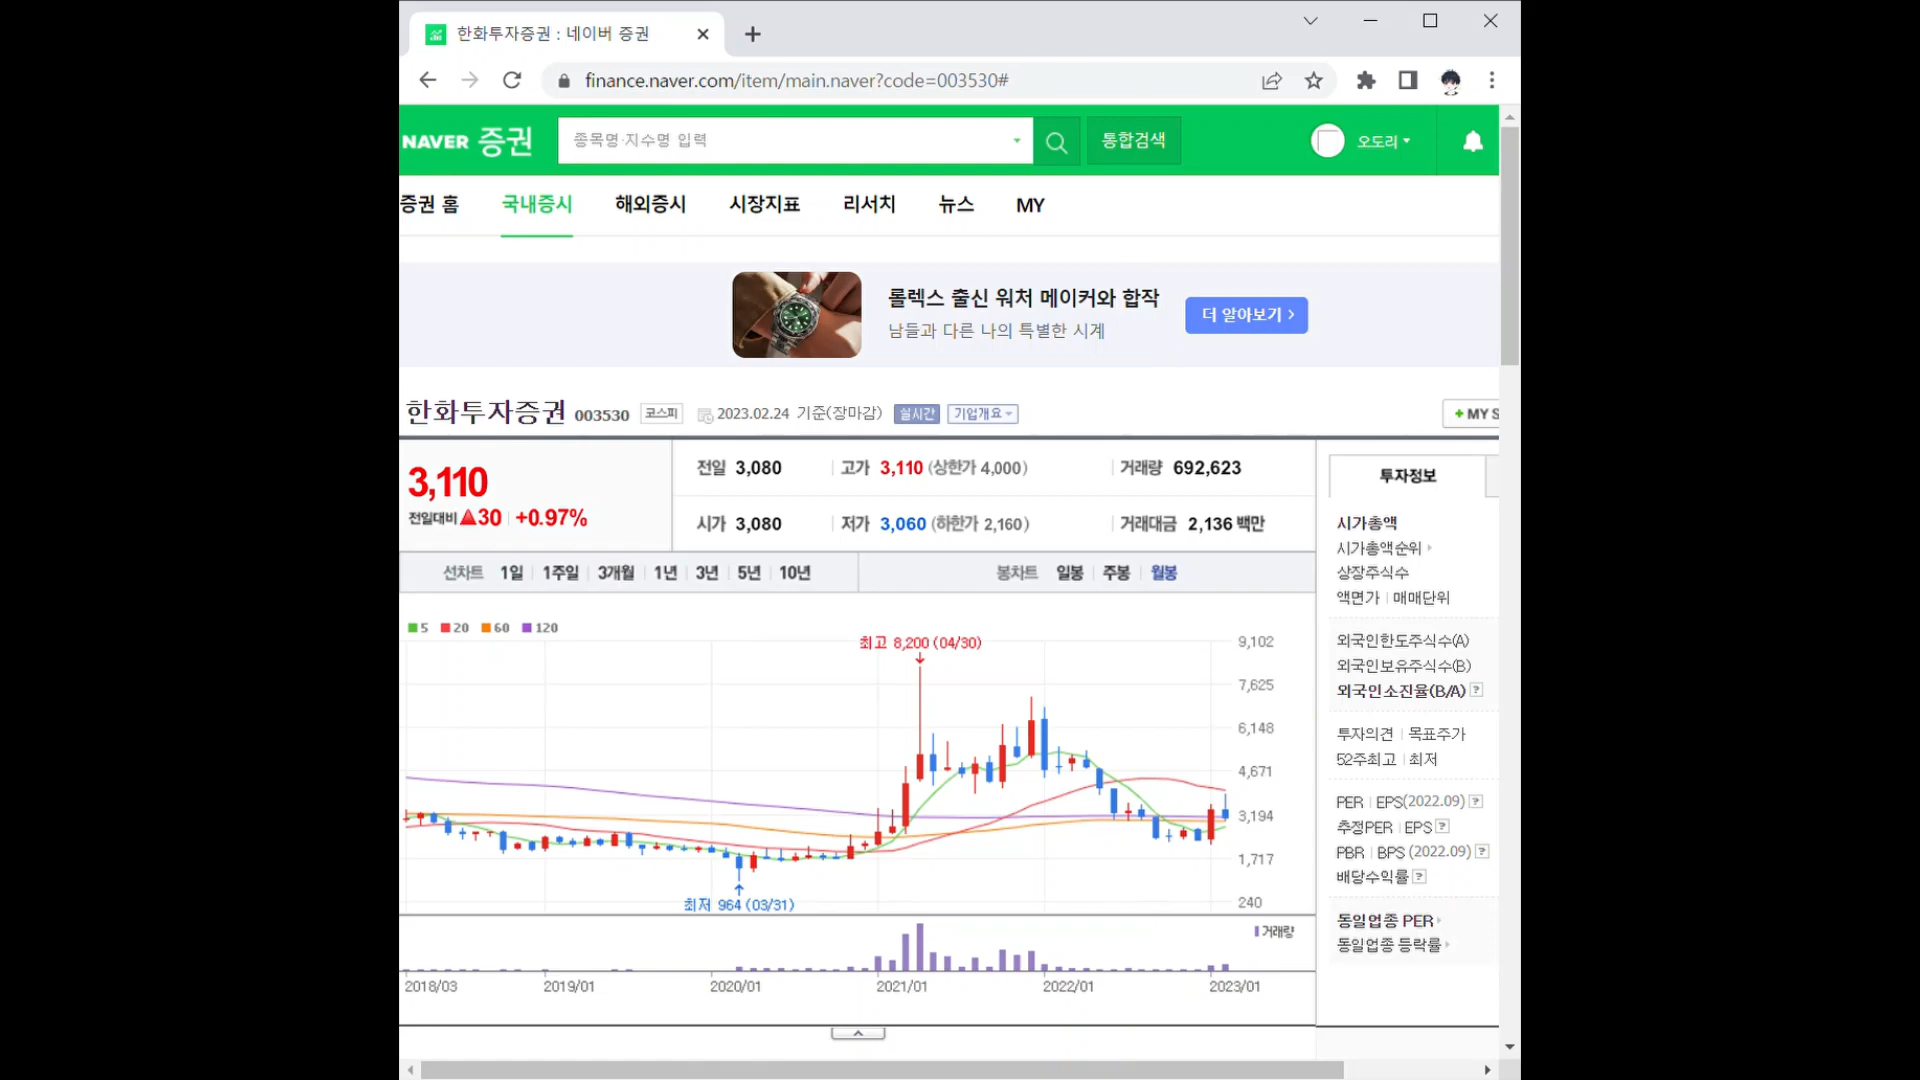 한화투자증권 : 네이버 증권
finance.naver.com/item/main.naver?code=003530#
NAVER 증권
종목명·지수명 입력
통합검색
오도리
증권 홈 국내증시 해외증시 시장지표 리서치 뉴스 MY
롤렉스 출신 워처 메이커와 합작
남들과 다른 나의 특별한 시계
더 알아보기 >
한화투자증권 003530 코스피 2023.02.24 기준(장마감) 실시간 기업개요
+ MY S
3,110
전일대비 ▲30 +0.97%
전일 3,080 고가 3,110 (상한가 4,000) 거래량 692,623
시가 3,080 저가 3,060 (하한가 2,160) 거래대금 2,136 백만
선차트 1일 1주일 3개월 1년 3년 5년 10년
봉차트 일봉 주봉 월봉
5 20 60 120
최고 8,200 (04/30)
9,102
7,625
6,148
4,671
3,194
1,717
240
최저 964 (03/31)
거래량
2018/03 2019/01 2020/01 2021/01 2022/01 2023/01
투자정보
시가총액
시가총액순위
상장주식수
액면가 | 매매단위
외국인한도주식수(A)
외국인보유주식수(B)
외국인소진율(B/A) ?
투자의견 | 목표주가
52주최고 | 최저
PER | EPS(2022.09) ?
추정PER | EPS ?
PBR | BPS (2022.09) ?
배당수익률 ?
동일업종 PER
동일업종 등락률